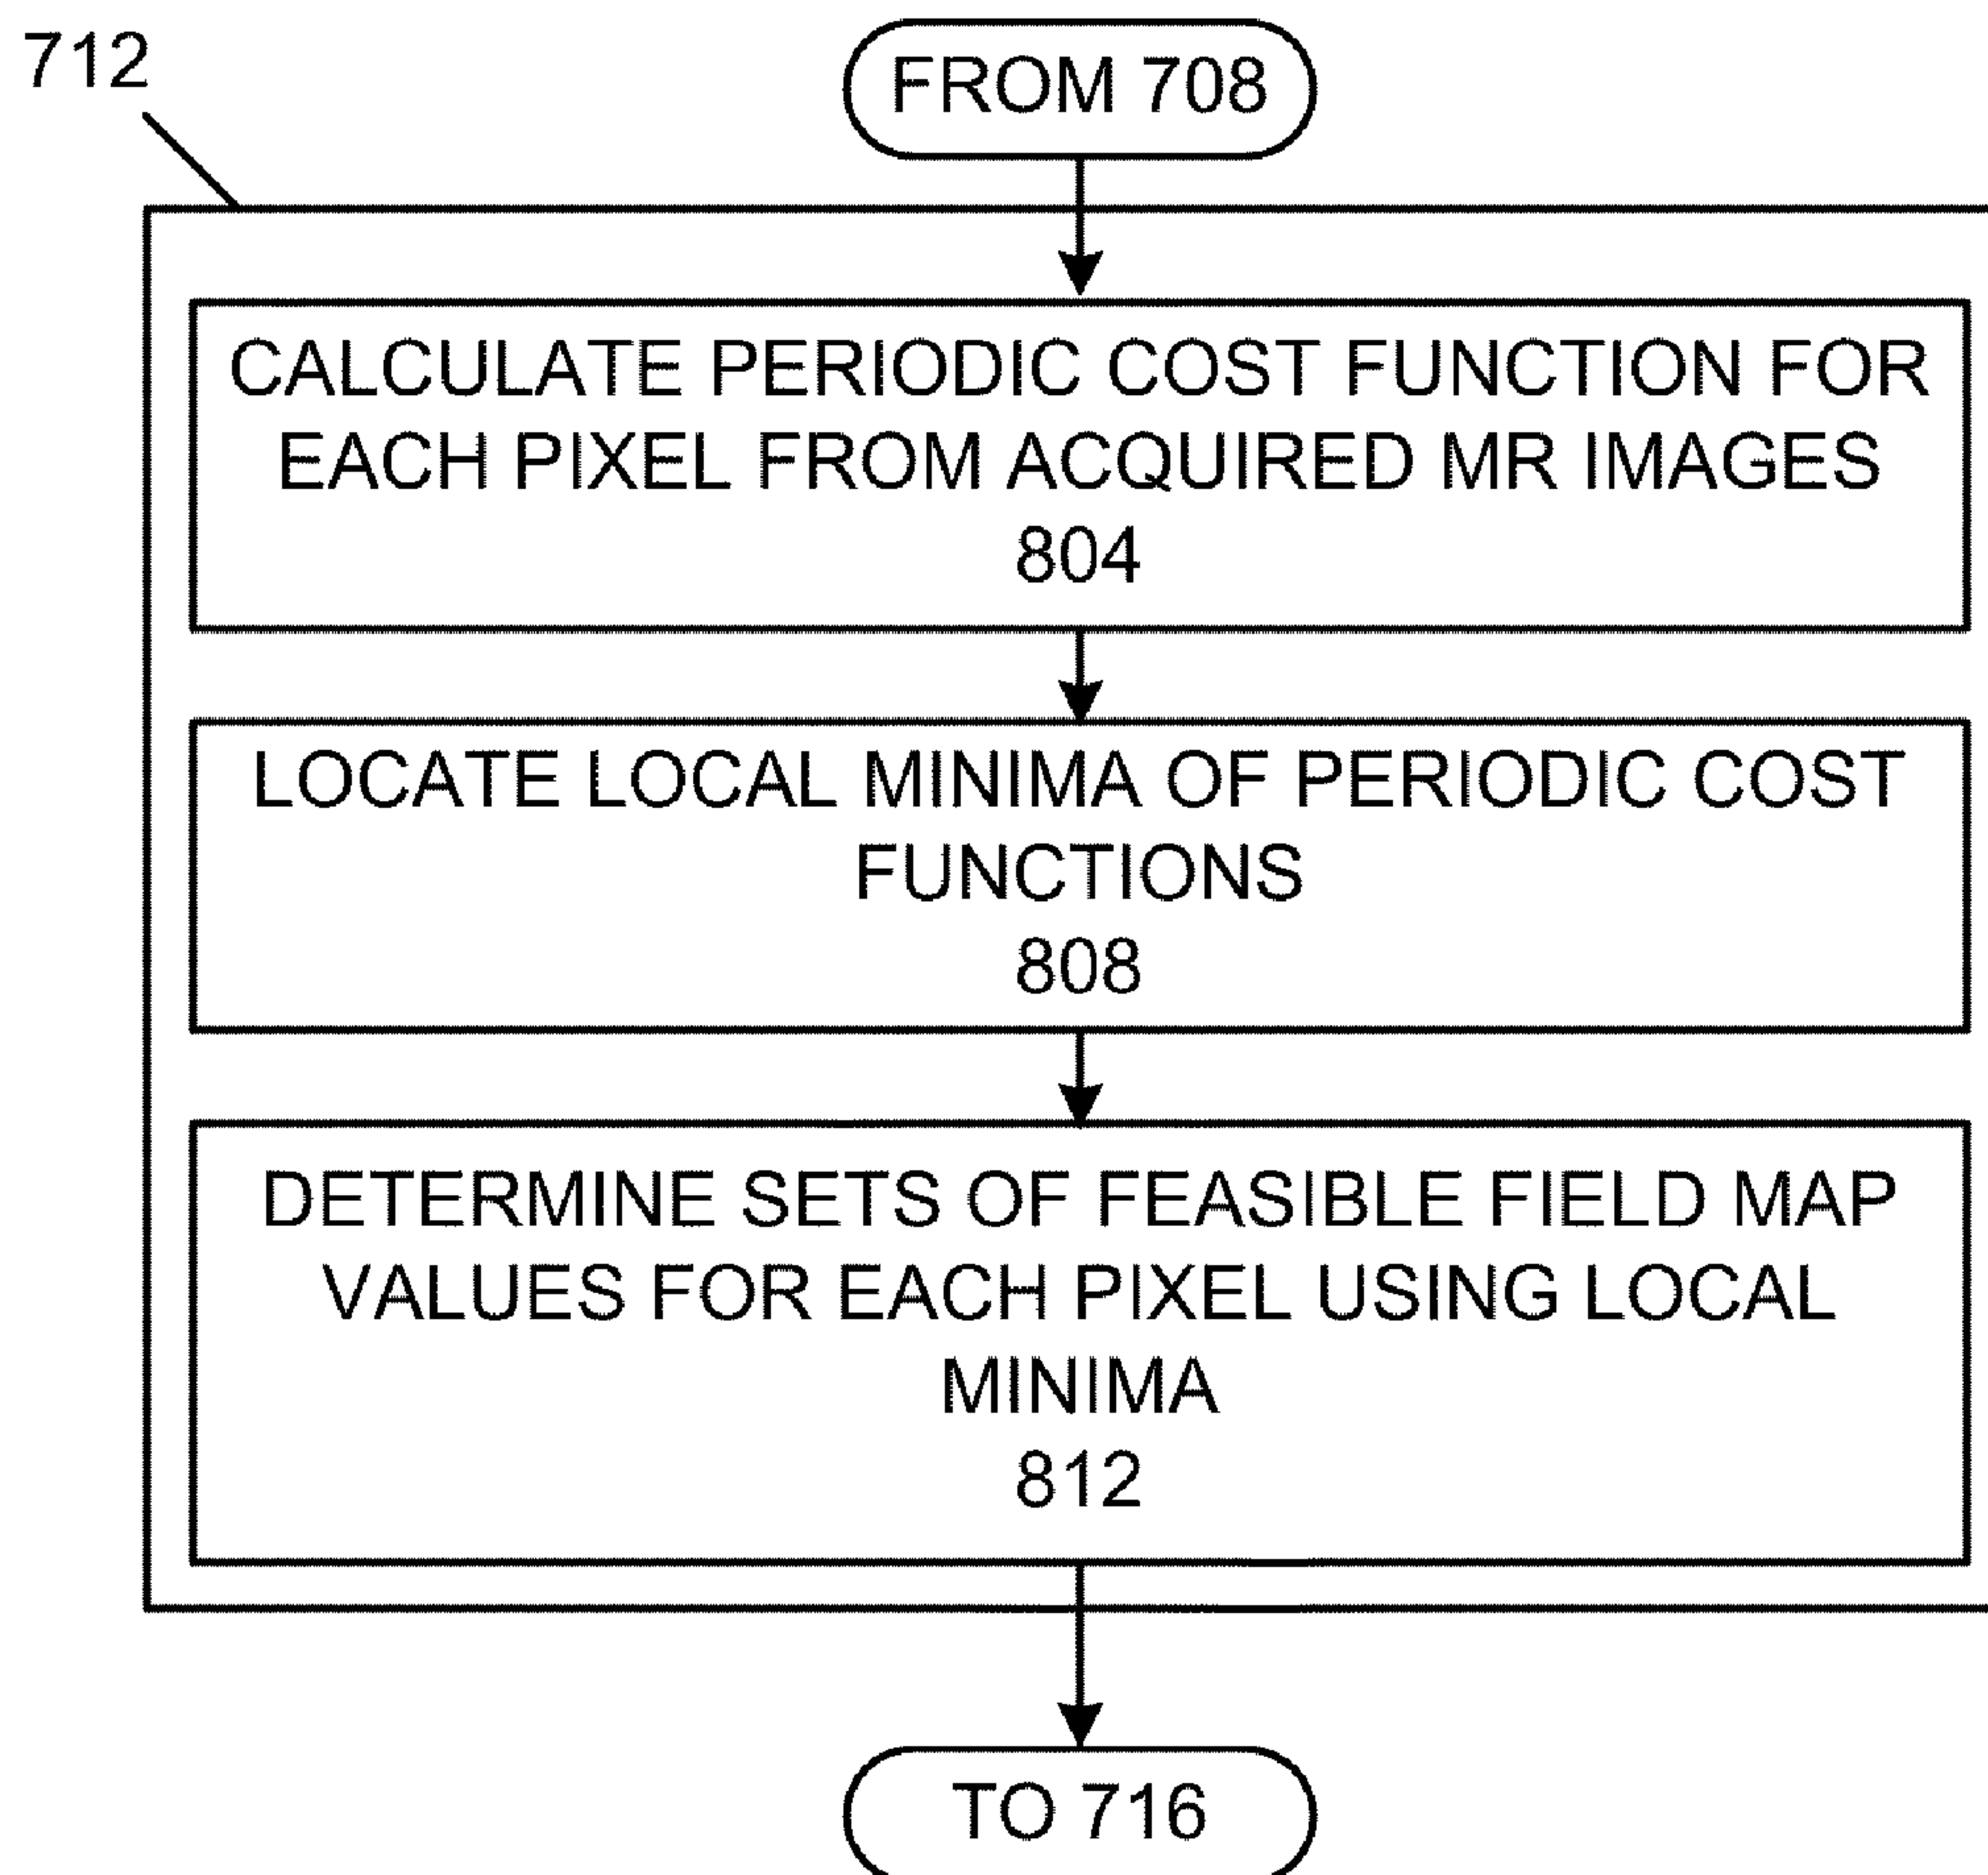 712
FROM 708
CALCULATE PERIODIC COST FUNCTION FOR
EACH PIXEL FROM ACQUIRED MR IMAGES
804
LOCATE LOCAL MINIMA OF PERIODIC COST
FUNCTIONS
808
DETERMINE SETS OF FEASIBLE FIELD MAP
VALUES FOR EACH PIXEL USING LOCAL
MINIMA
812
TO 716